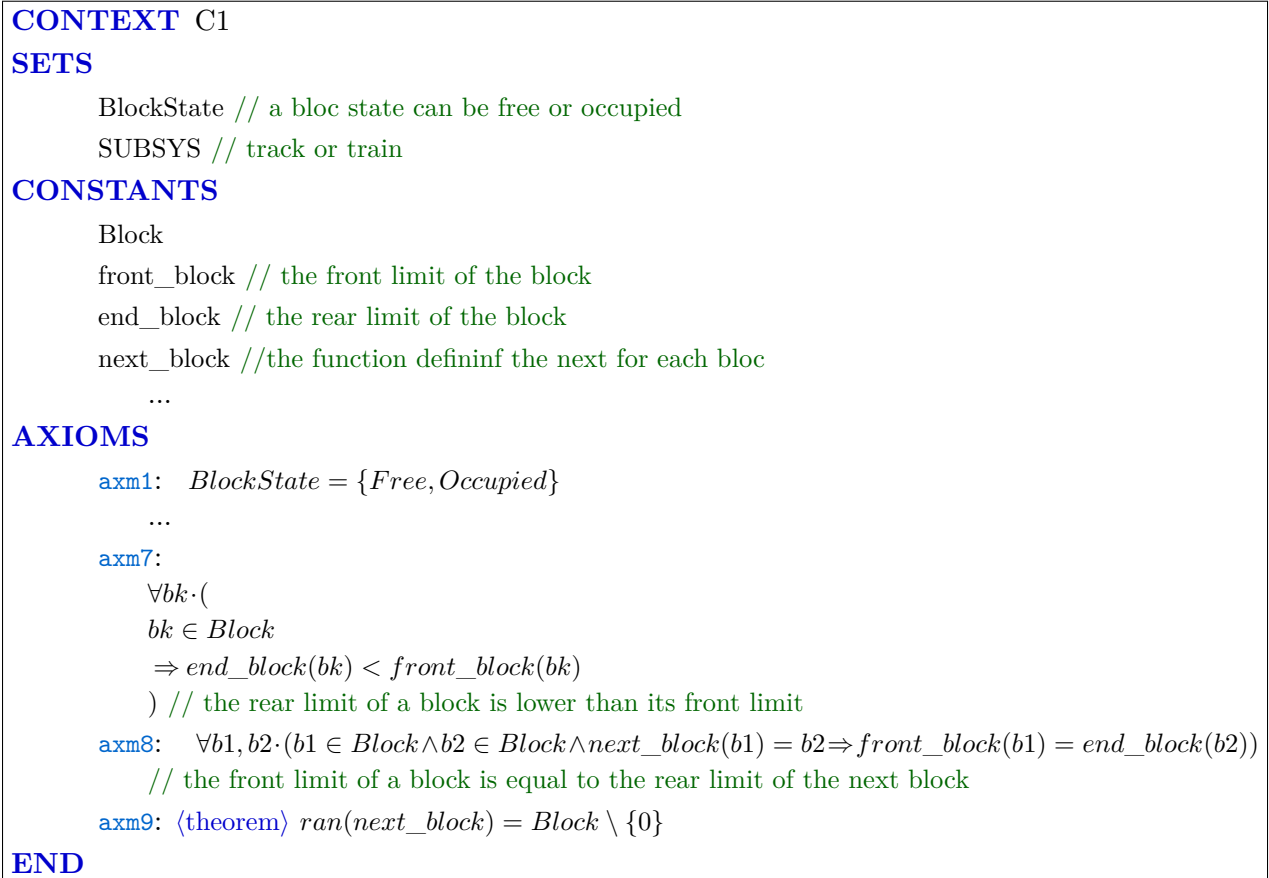 CONTEXT C1
SETS
BlockState // a bloc state can be free or occupied
SUBSYS // track or train
CONSTANTS
Block
front_block // the front limit of the block
end_block // the rear limit of the block
next_block //the function defininf the next for each bloc
...
AXIOMS
axm1: BlockState = {Free, Occupied}
...
axm7:
∀bk·(
bk ∈ Block
⇒ end_block(bk) < front_block(bk)
) // the rear limit of a block is lower than its front limit
axm8: ∀b1, b2·(b1 ∈ Block∧b2 ∈ Block∧next_block(b1) = b2⇒front_block(b1) = end_block(b2))
// the front limit of a block is equal to the rear limit of the next block
axm9: ⟨theorem⟩ ran(next_block) = Block \ {0}
END